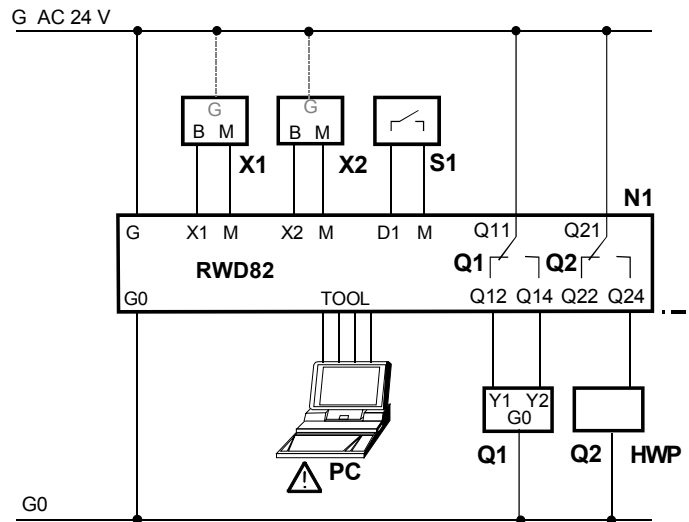 G AC 24 V
G G
B M B M
X1 X2 S1
N1
G X1 M X2 M D1 M Q11 Q21
RWD82 Q1 Q2
G0 TOOL Q12 Q14 Q22 Q24
Y1 Y2
G0
Q1 Q2 HWP
PC
G0